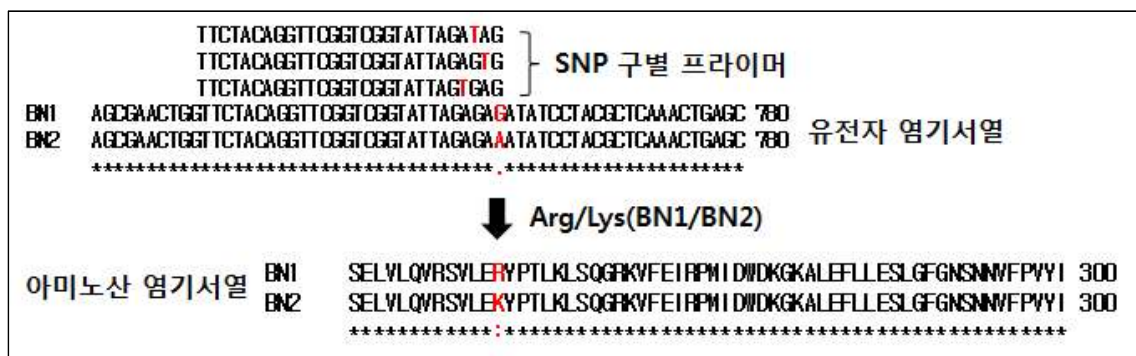 TTCTACAGGTTCGGTCGGTATTAGATAG
TTCTACAGGTTCGGTCGGTATTAGAGTG
TTCTACAGGTTCGGTCGGTATTAGTGAG
SNP 구별 프라이머
BN1 AGCGAACTGGTTCTACAGGTTCGGTCGGTATTAGAGAGATATCCTACGCTCAAACTGAGC 780
BN2 AGCGAACTGGTTCTACAGGTTCGGTCGGTATTAGAGAAATATCCTACGCTCAAACTGAGC 780
유전자 염기서열
*************************************.**********************
Arg/Lys(BN1/BN2)
아미노산 염기서열
BN1 SELVLQVRSVLERYPTLKLSQGRKVFEIRPMIDWDKGKALEFLLESLGFGNSNNVFPVYI 300
BN2 SELVLQVRSVLEKYPTLKLSQGRKVFEIRPMIDWDKGKALEFLLESLGFGNSNNVFPVYI 300
************:***********************************************